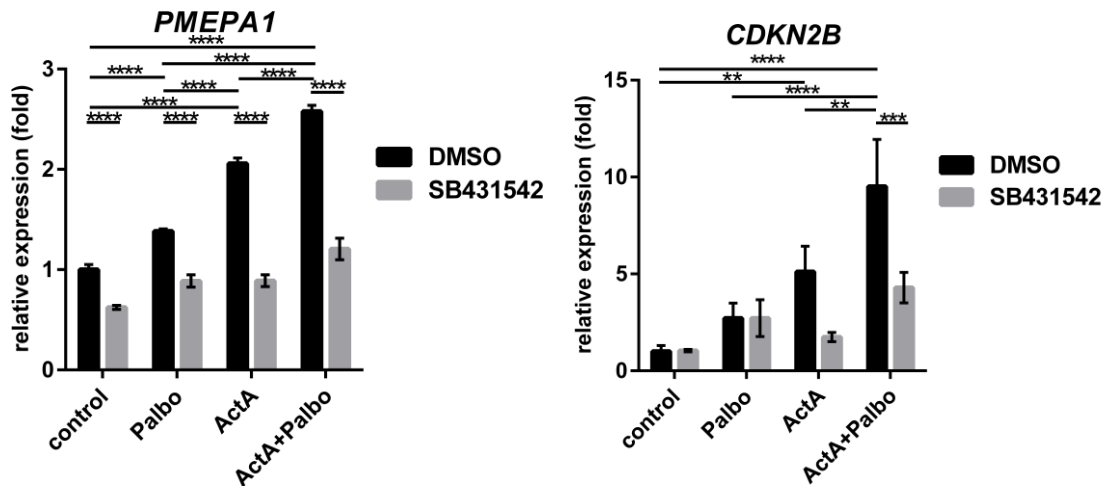 PMEPA1
****
****
****
****
****
****
****
****
****
****
relative expression (fold)
3
2
1
0
control
Palbo
ActA
ActA+Palbo
DMSO
SB431542
CDKN2B
****
**
****
**
***
relative expression (fold)
15
10
5
0
control
Palbo
ActA
ActA+Palbo
DMSO
SB431542